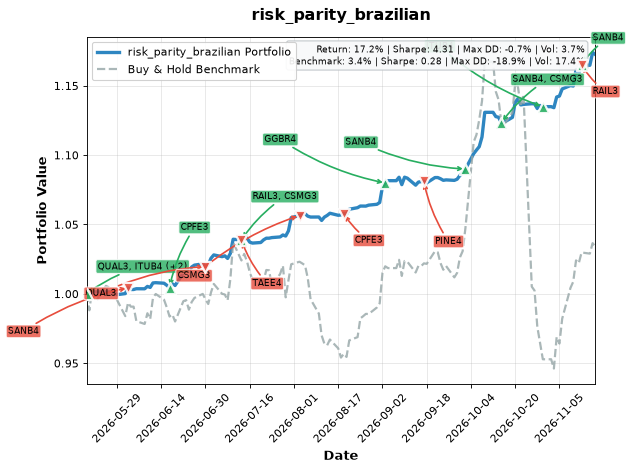 risk_parity_brazilian
risk_parity_brazilian Portfolio
Buy & Hold Benchmark
Return: 17.2% | Sharpe: 4.31 | Max DD: -0.7% | Vol: 3.7%
Benchmark: 3.4% | Sharpe: 0.28 | Max DD: -18.9% | Vol: 17.4%
SANB4
SANB4, CSMG3
RAIL3
GGBR4
SANB4
RAIL3, CSMG3
CPFE3
CPFE3
PINE4
QUAL3, ITUB4 (+2)
CSMG3
TAEE4
QUAL3
SANB4
1.15
1.10
1.05
1.00
0.95
Portfolio Value
2026-05-29
2026-06-14
2026-06-30
2026-07-16
2026-08-01
2026-08-17
2026-09-02
2026-09-18
2026-10-04
2026-10-20
2026-11-05
Date